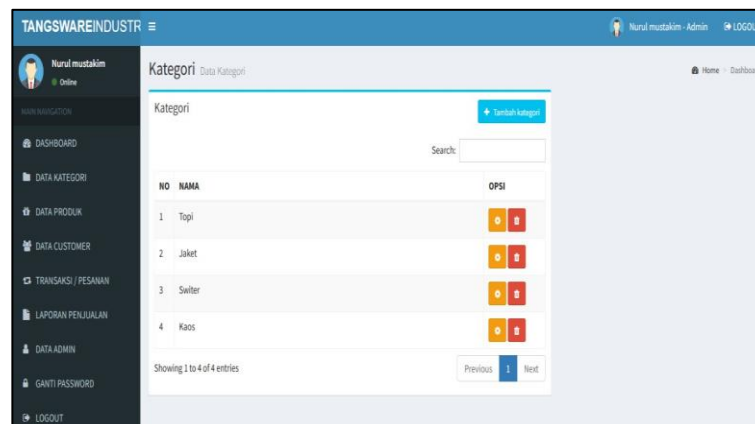 TANGSWAREINDUSTR
Nurul mustakim - Admin LOGOU
Nurul mustakim
Online
MAIN NAVIGATION
DASHBOARD
DATA KATEGORI
DATA PRODUK
DATA CUSTOMER
TRANSAKSI / PESANAN
LAPORAN PENJUALAN
DATA ADMIN
GANTI PASSWORD
LOGOUT
Kategori Data Kategori
Home > Dashboa
Kategori
Tambah kategori
Search:
NO NAMA OPSI
1 Topi
2 Jaket
3 Switer
4 Kaos
Showing 1 to 4 of 4 entries
Previous 1 Next